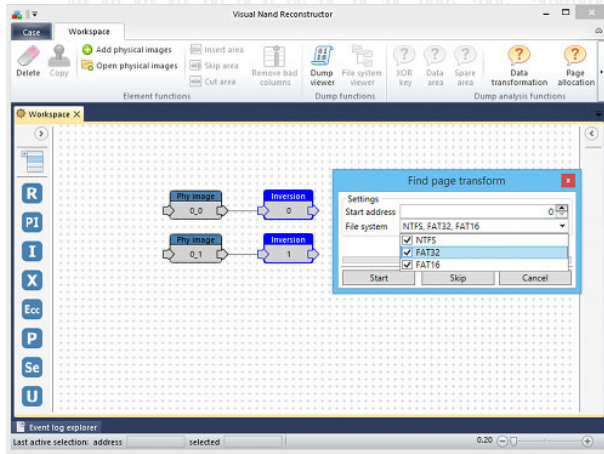 Visual Nand Reconstructor
Case Workspace
Delete
Copy
Add physical images
Open physical images
Insert area
Skip area
Cut area
Remove bad columns
Element functions
Dump viewer
File system viewer
Dump functions
XOR key
Data area
Spare area
Data transformation
Page allocation
Dump analysis functions
Workspace X
R
PI
I
X
Ecc
P
Se
U
Phy image
0_0
Inversion
0
Phy image
0_1
Inversion
1
Find page transform
Settings
Start address 0
File system NTFS, FAT32, FAT16
NTFS
FAT32
FAT16
Start Skip Cancel
Event log explorer
Last active selection: address selected 0.20